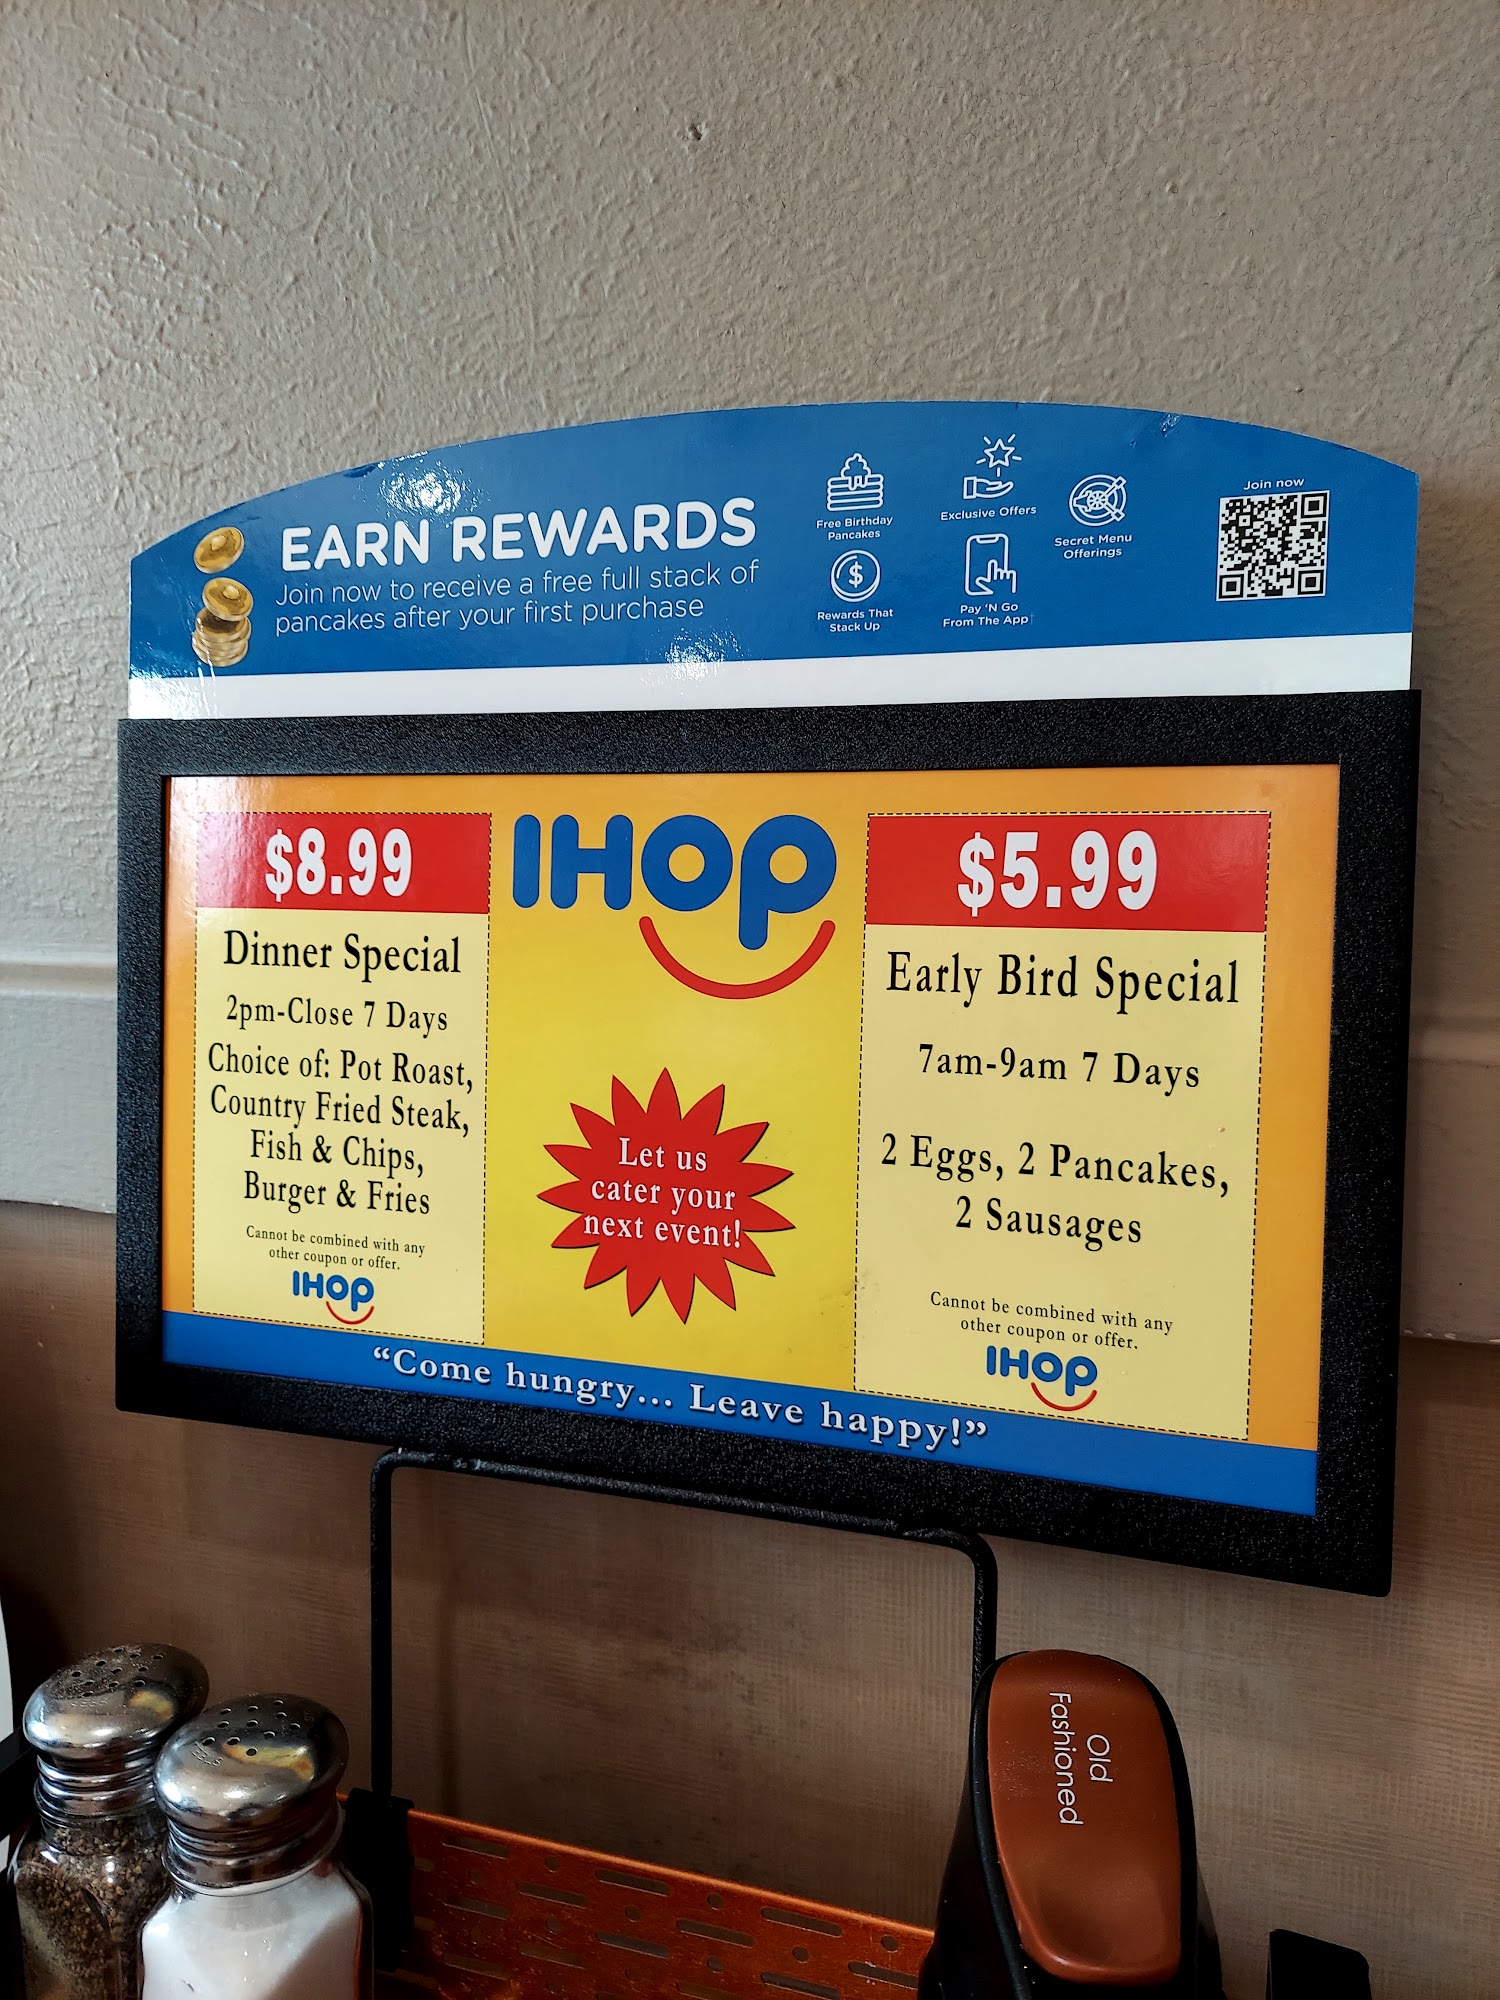 EARN REWARDS
Join now to receive a free full stack of
pancakes after your first purchase
Free Birthday
Pancakes
Exclusive Offers
Secret Menu
Offerings
Rewards That
Stack Up
Pay 'N Go
From The App
Join now
$8.99
Dinner Special
2pm-Close 7 Days
Choice of: Pot Roast,
Country Fried Steak,
Fish & Chips,
Burger & Fries
Cannot be combined with any
other coupon or offer.
IHOP
IHOP
Let us
cater your
next event!
$5.99
Early Bird Special
7am-9am 7 Days
2 Eggs, 2 Pancakes,
2 Sausages
Cannot be combined with any
other coupon or offer.
IHOP
“Come hungry... Leave happy!”
Old
Fashioned